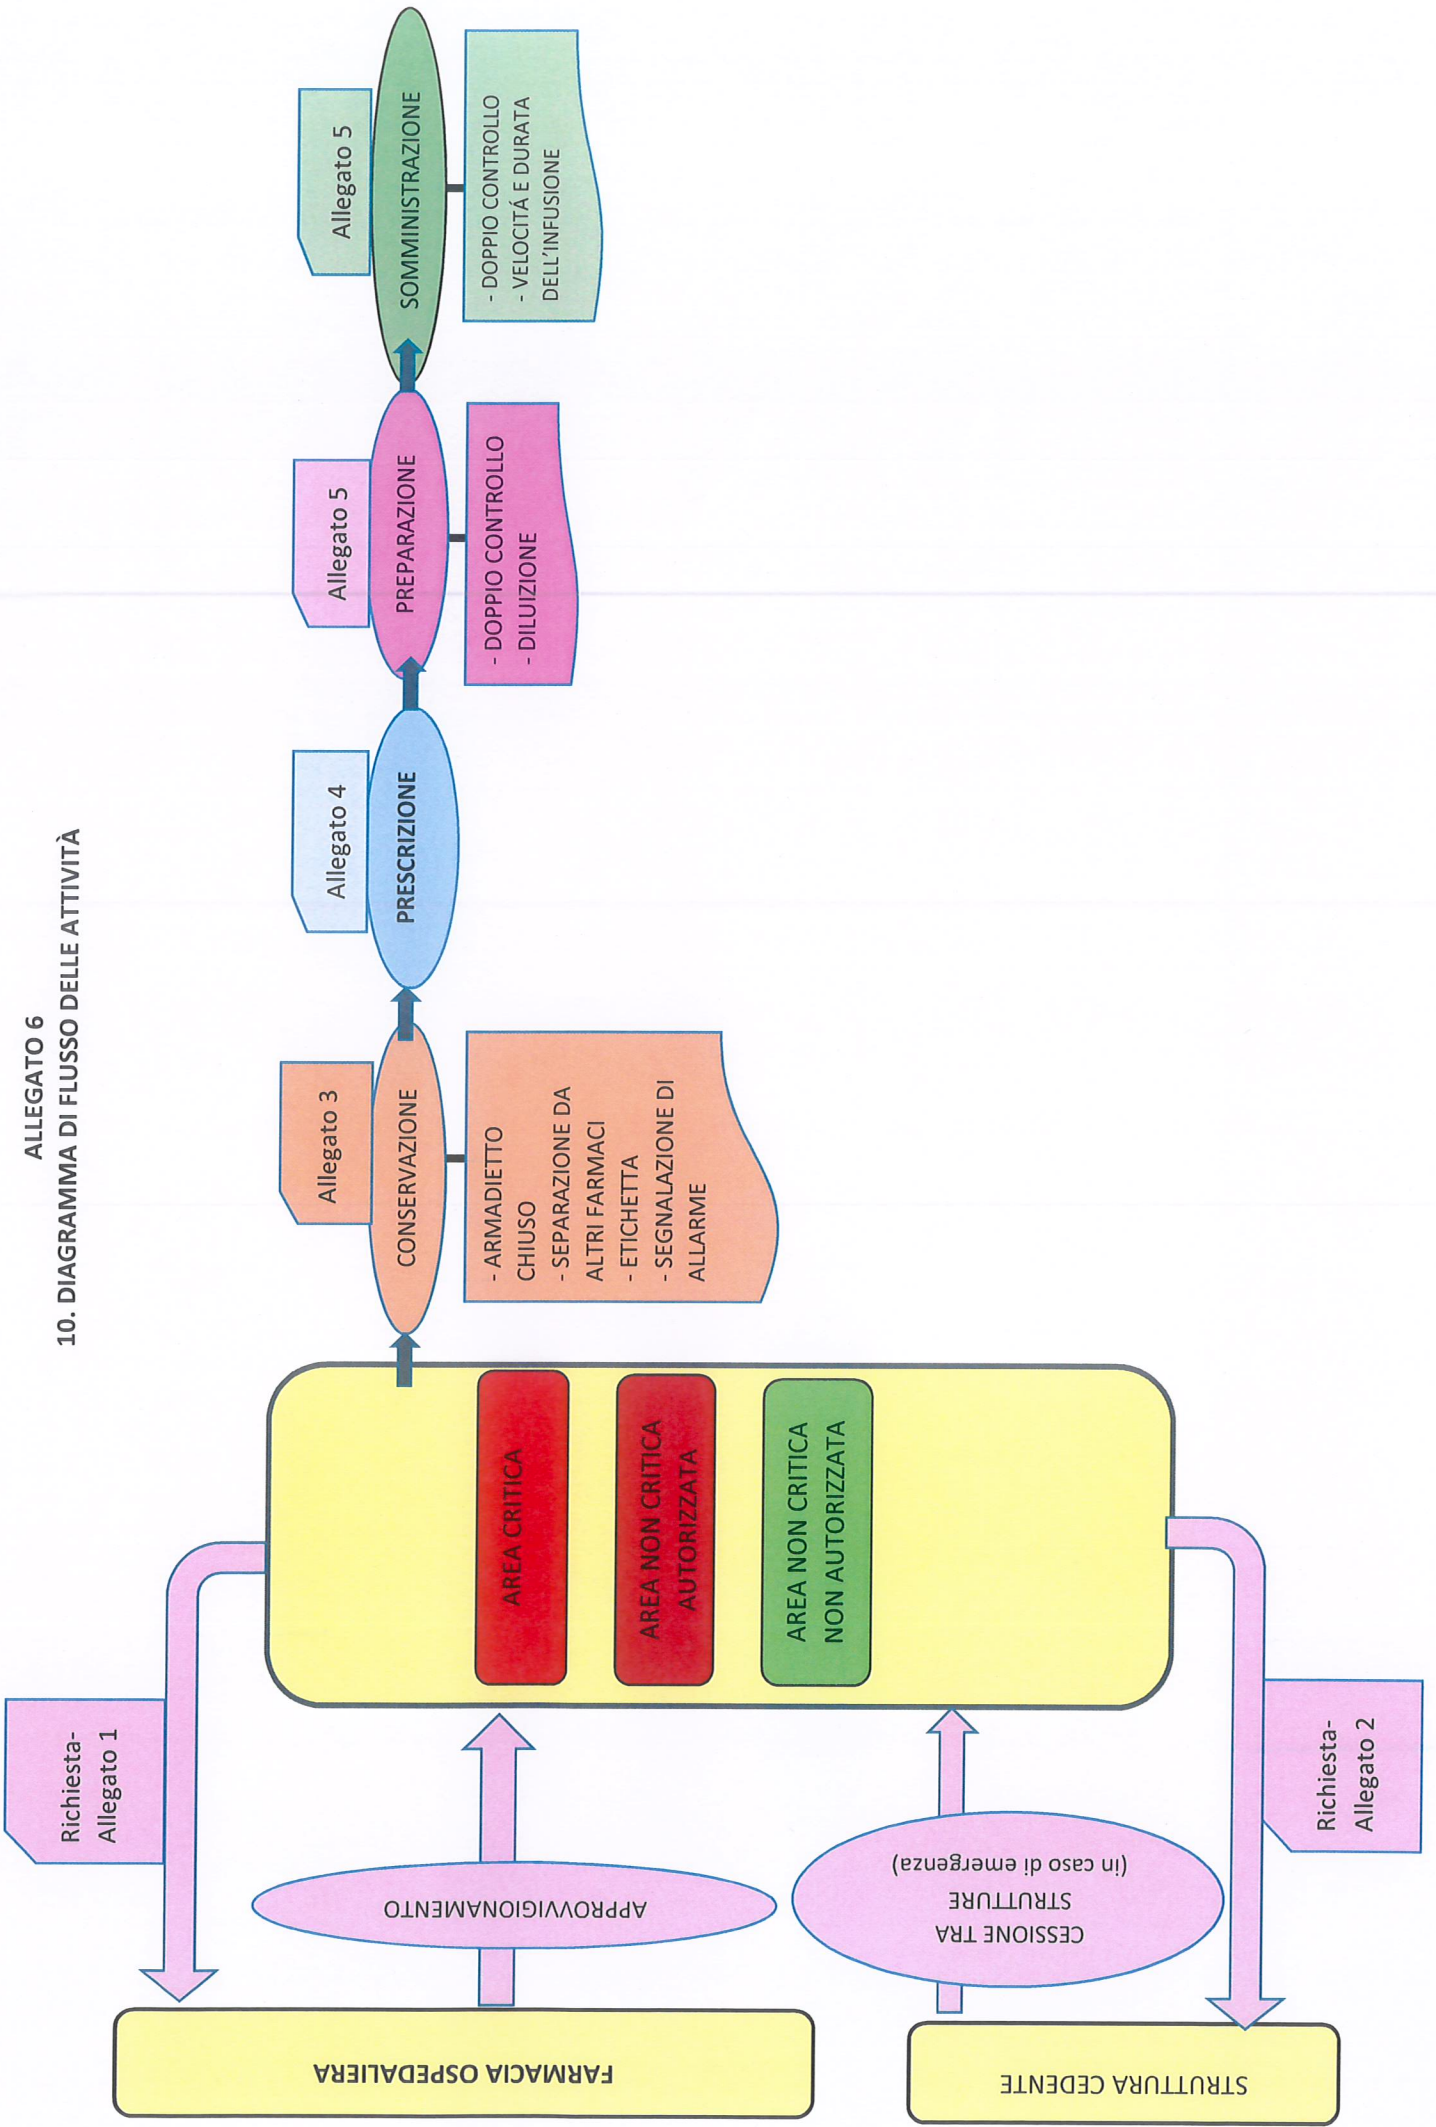 ALLEGATO 6
10. DIAGRAMMA DI FLUSSO DELLE ATTIVITÀ
FARMACIA OSPEDALIERA
STRUTTURA CEDENTE
Richiesta-
Allegato 1
APPROVVIGIONAMENTO
CESSIONE TRA
STRUTTURE
(in caso di emergenza)
Richiesta-
Allegato 2
AREA CRITICA
AREA NON CRITICA
AUTORIZZATA
AREA NON CRITICA
NON AUTORIZZATA
Allegato 3
CONSERVAZIONE
- ARMADIETTO
CHIUSO
- SEPARAZIONE DA
ALTRI FARMACI
- ETICHETTA
- SEGNALAZIONE DI
ALLARME
Allegato 4
PRESCRIZIONE
Allegato 5
PREPARAZIONE
- DOPPIO CONTROLLO
- DILUIZIONE
Allegato 5
SOMMINISTRAZIONE
- DOPPIO CONTROLLO
- VELOCITÁ E DURATA
DELL'INFUSIONE